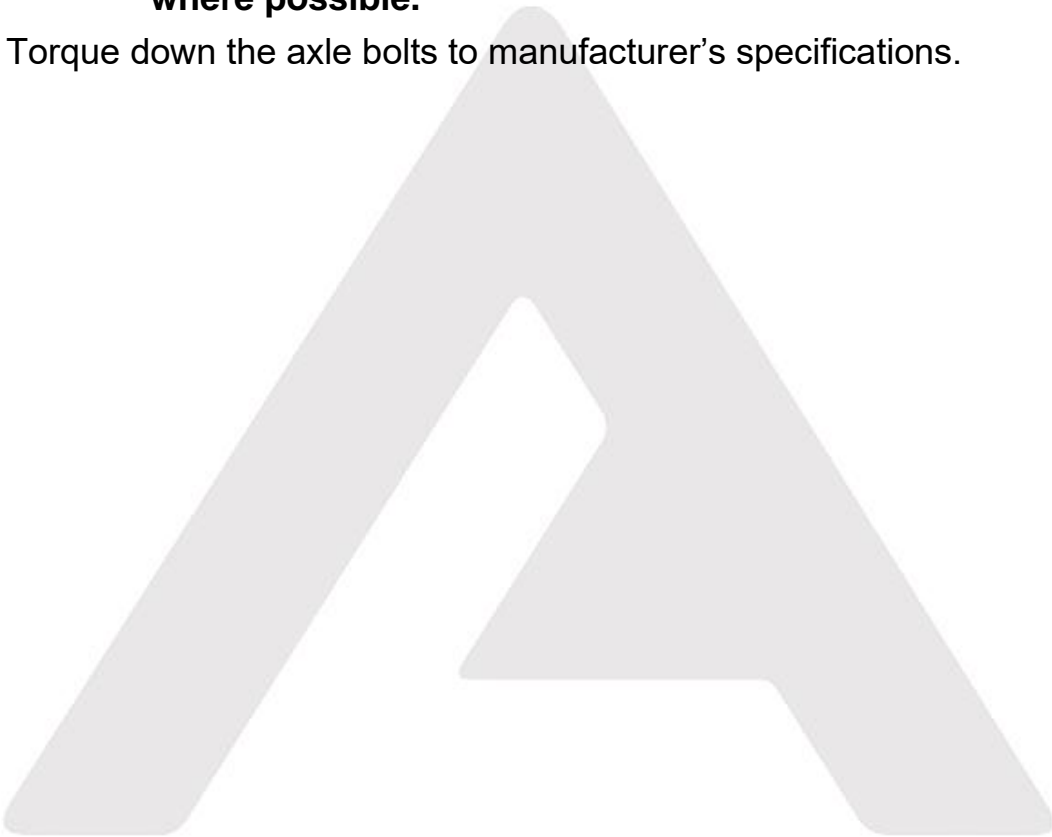 where possible.
Torque down the axle bolts to manufacturer’s specifications.